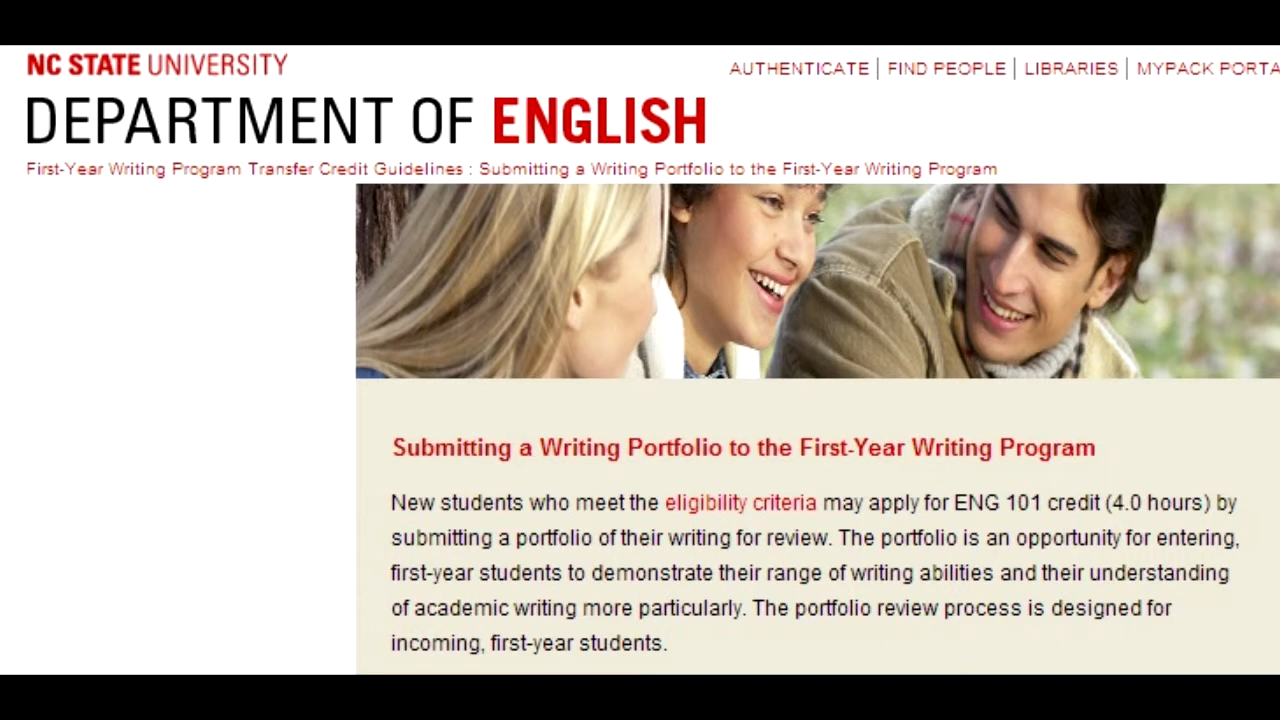 NC STATE UNIVERSITY
AUTHENTICATE | FIND PEOPLE | LIBRARIES | MYPACK PORTA
DEPARTMENT OF ENGLISH
First-Year Writing Program Transfer Credit Guidelines : Submitting a Writing Portfolio to the First-Year Writing Program
Submitting a Writing Portfolio to the First-Year Writing Program
New students who meet the eligibility criteria may apply for ENG 101 credit (4.0 hours) by
submitting a portfolio of their writing for review. The portfolio is an opportunity for entering,
first-year students to demonstrate their range of writing abilities and their understanding
of academic writing more particularly. The portfolio review process is designed for
incoming, first-year students.